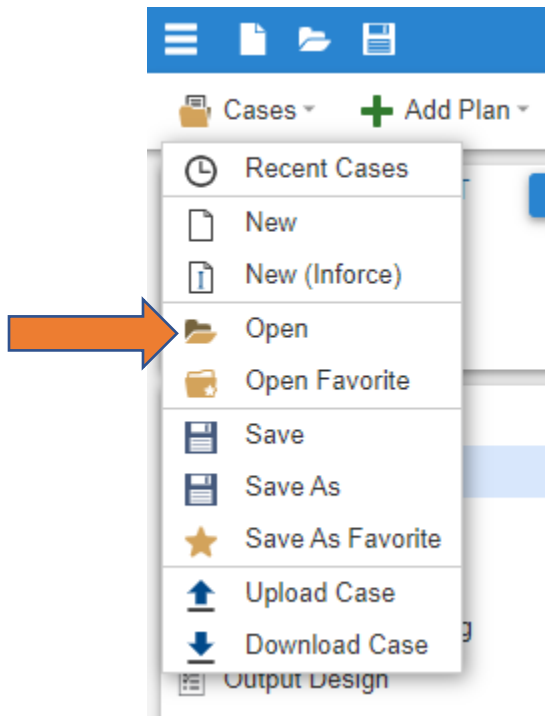 Cases
Add Plan
Recent Cases
New
New (Inforce)
Open
Open Favorite
Save
Save As
Save As Favorite
Upload Case
Download Case
Output Design